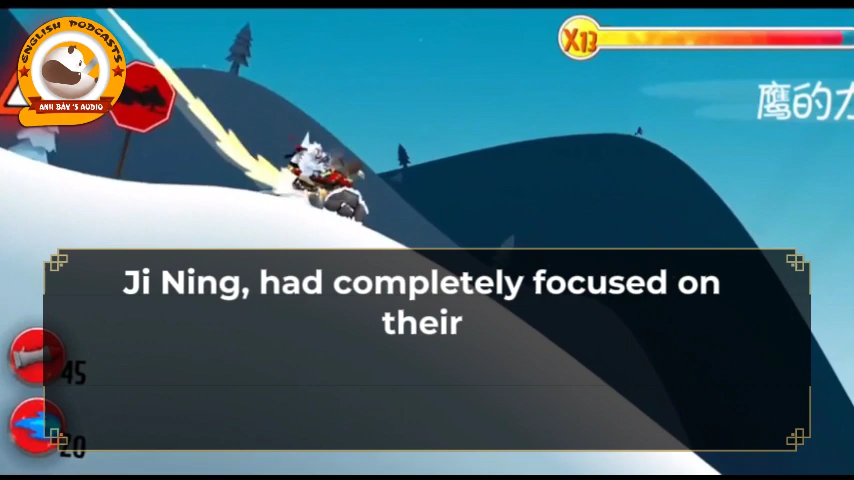 ENGLISH PODCASTS
ANH BẢY'S AUDIO
X13
鹰的力
Ji Ning, had completely focused on
their
45
20